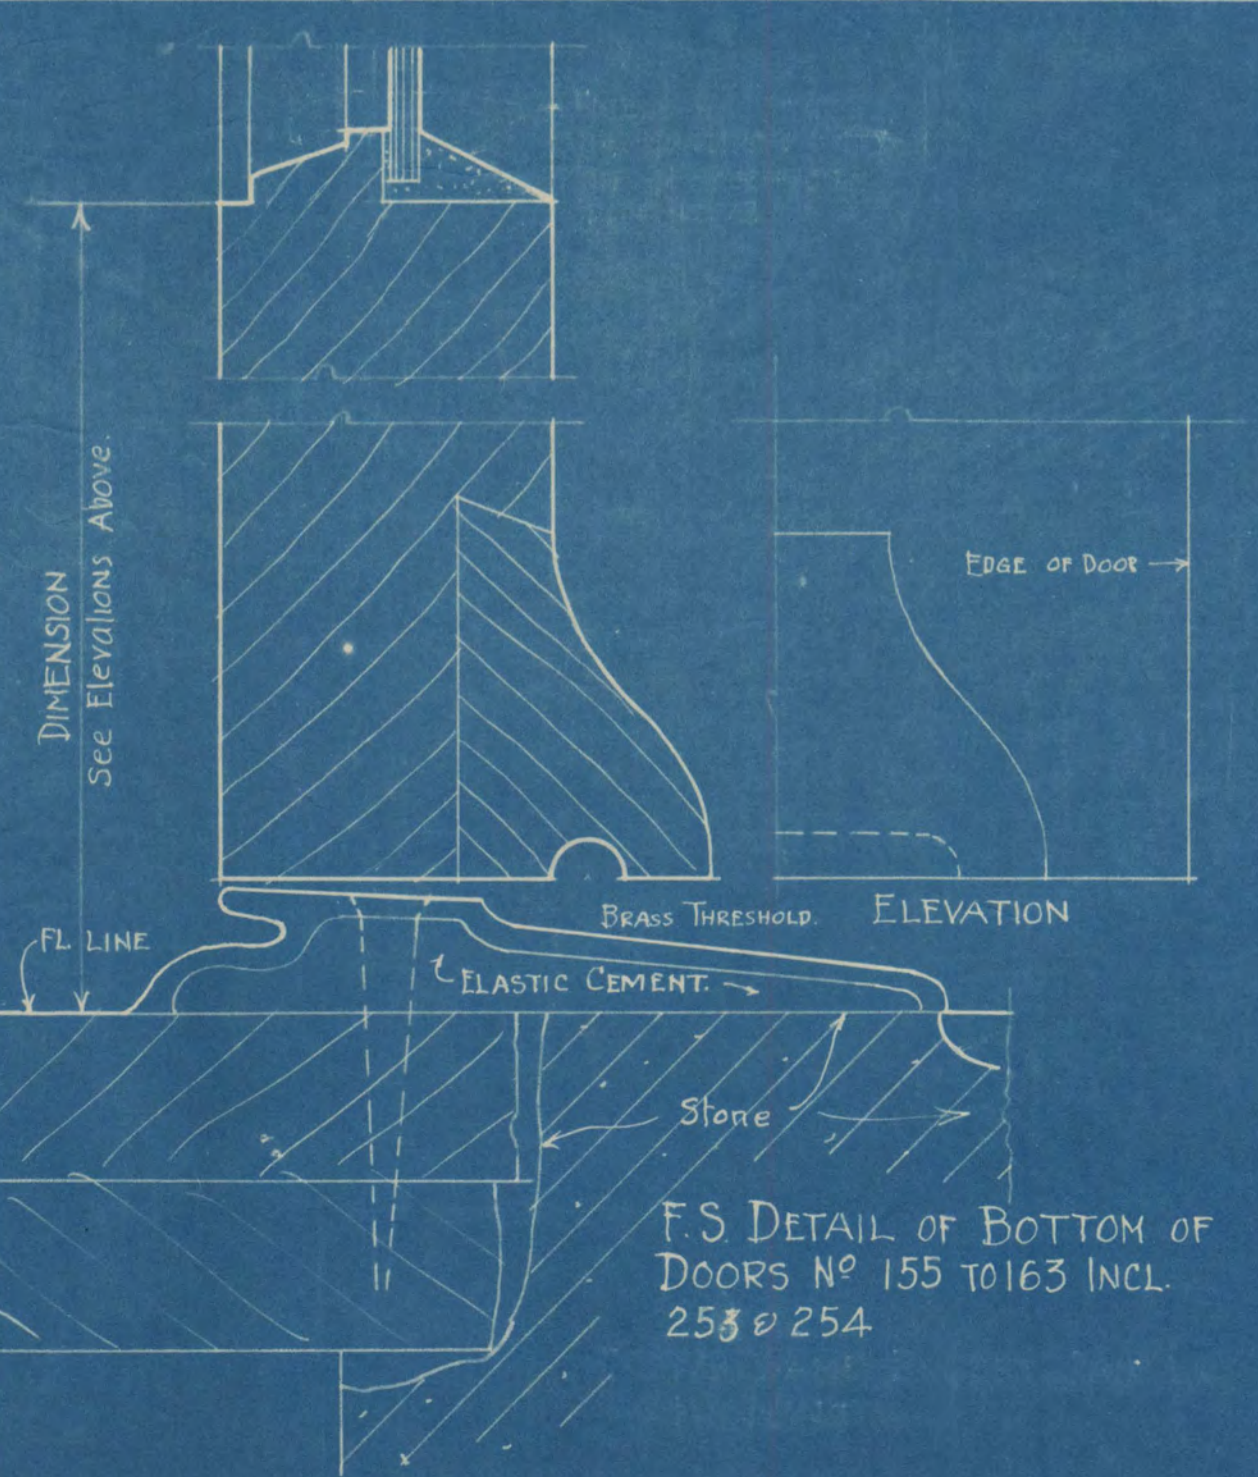 DIMENSION
See Elevations Above.
EDGE OF DOOR
BRASS THRESHOLD.
ELEVATION
FL. LINE
ELASTIC CEMENT.
Stone
F.S. DETAIL OF BOTTOM OF
DOORS Nº 155 TO 163 INCL.
253 & 254